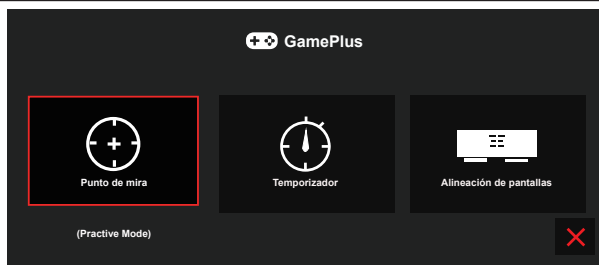 GamePlus
Punto de mira
Temporizador
Alineación de pantallas
(Practive Mode)